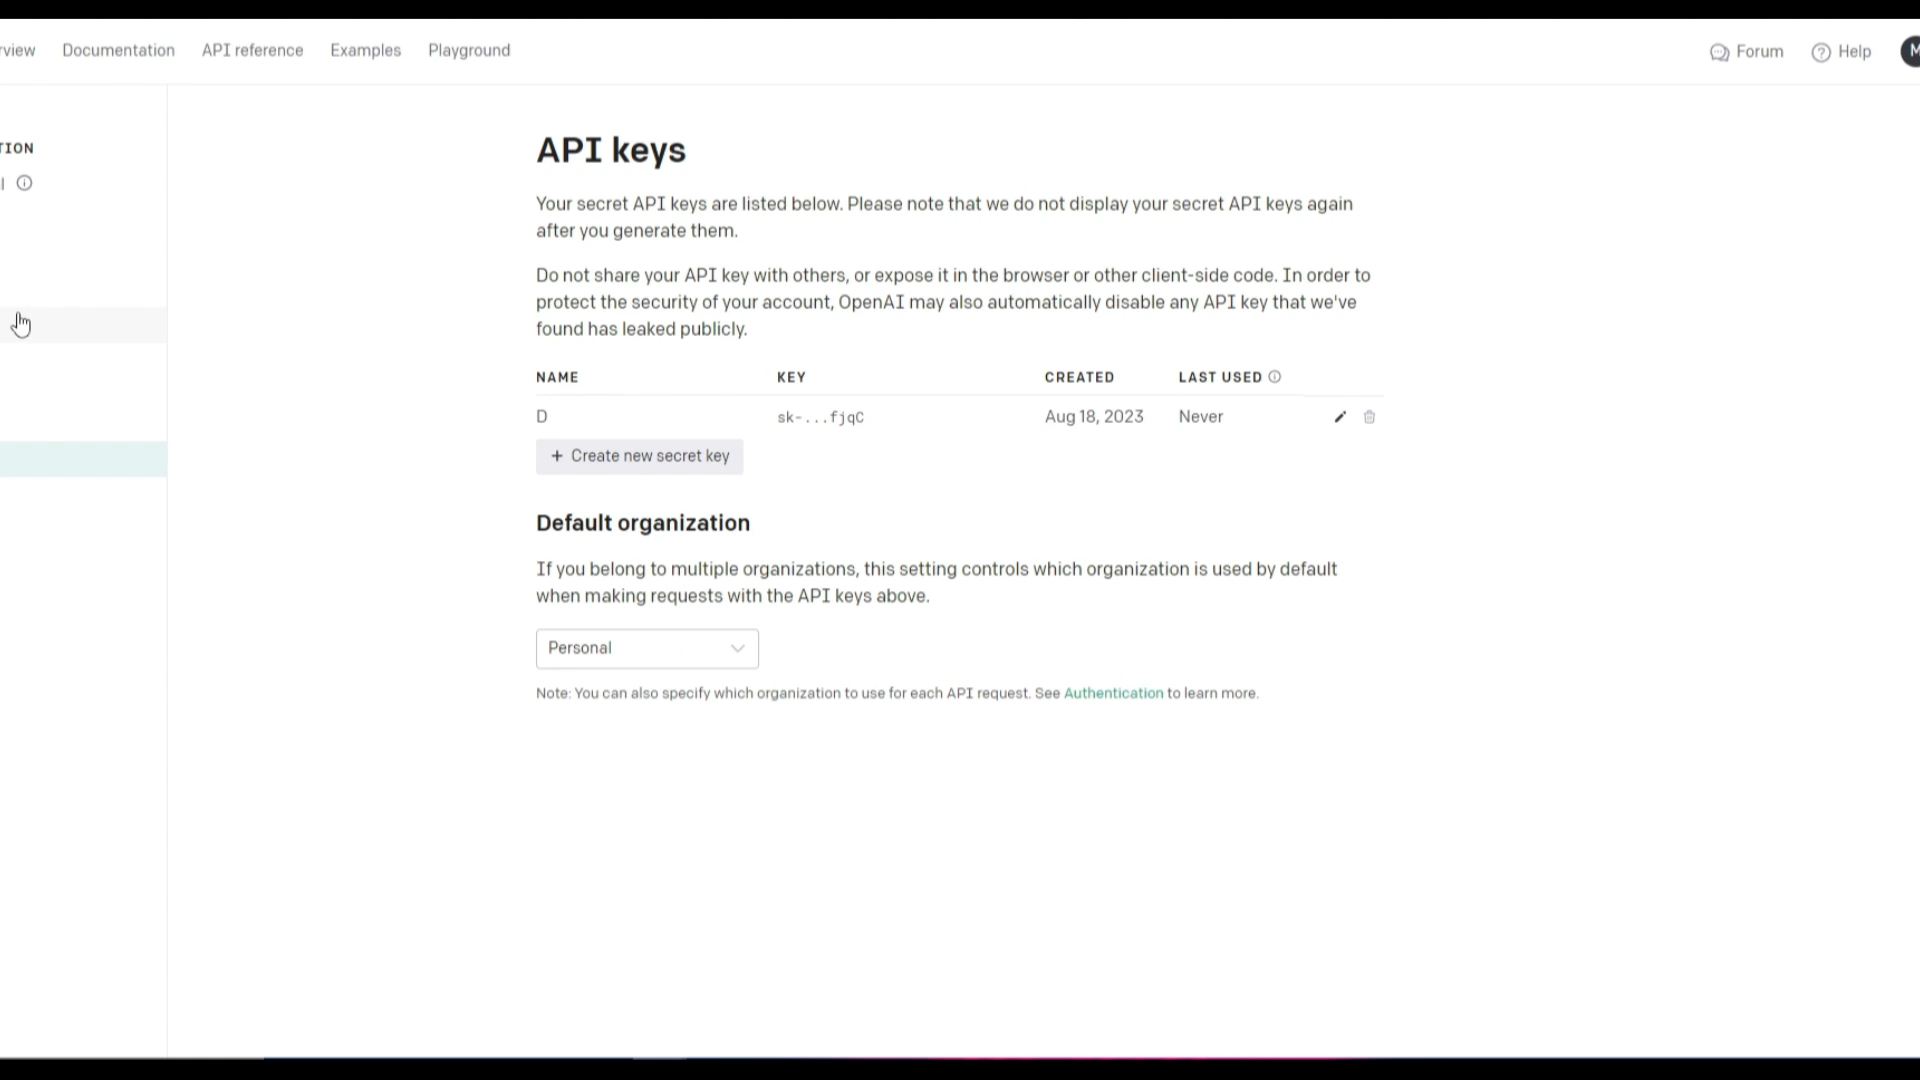 rview Documentation API reference Examples Playground Forum Help M
TION
l
API keys
Your secret API keys are listed below. Please note that we do not display your secret API keys again
after you generate them.
Do not share your API key with others, or expose it in the browser or other client-side code. In order to
protect the security of your account, OpenAI may also automatically disable any API key that we've
found has leaked publicly.
NAME KEY CREATED LAST USED
D sk-...fjqC Aug 18, 2023 Never
+ Create new secret key
Default organization
If you belong to multiple organizations, this setting controls which organization is used by default
when making requests with the API keys above.
Personal
Note: You can also specify which organization to use for each API request. See Authentication to learn more.